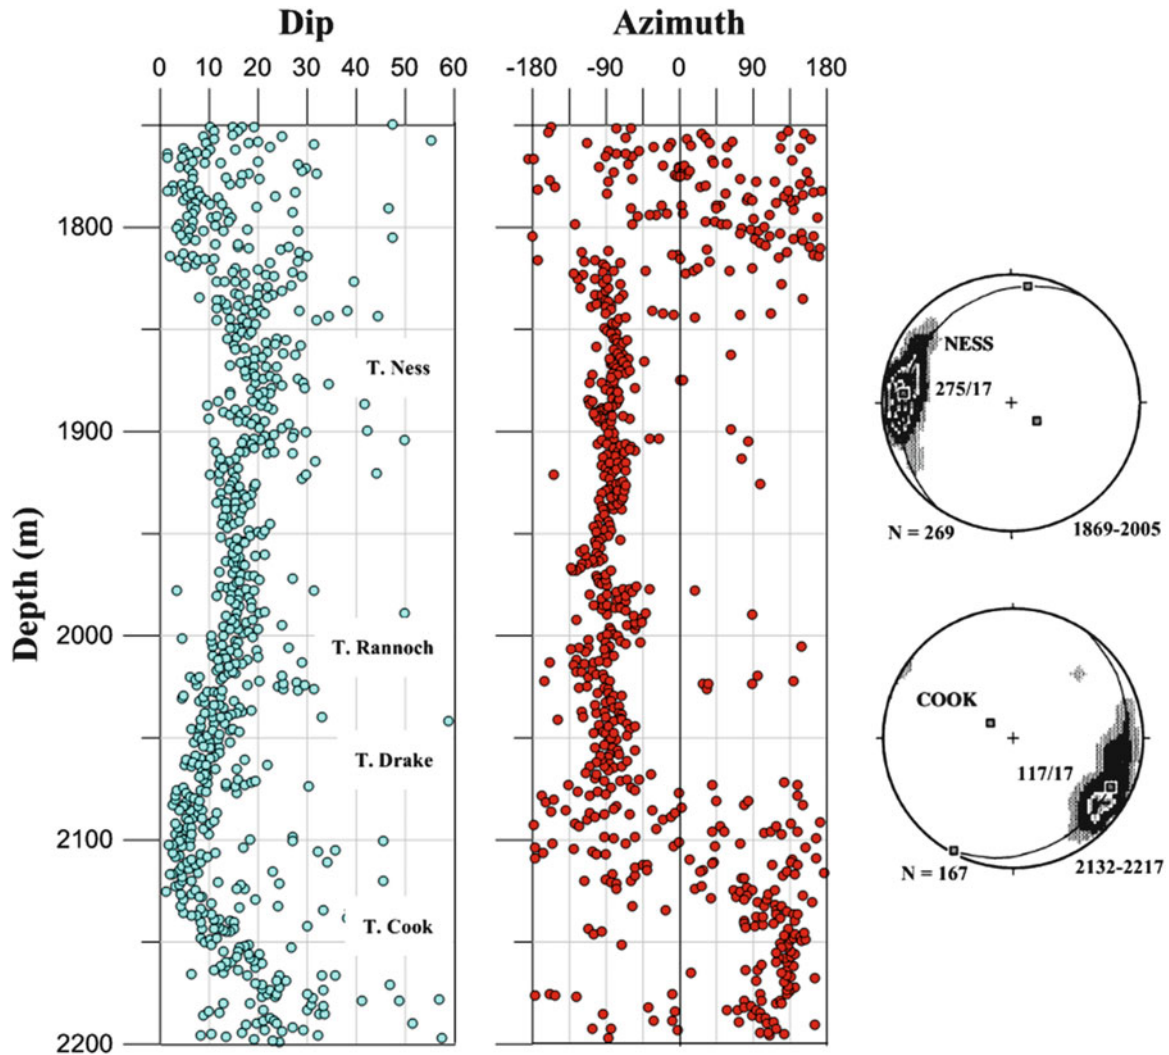 Dip
Azimuth
0 10 20 30 40 50 60
-180 -90 0 90 180
Depth (m)
1800
1900
2000
2100
2200
T. Ness
T. Rannoch
T. Drake
T. Cook
NESS
275/17
N = 269
1869-2005
COOK
117/17
N = 167
2132-2217